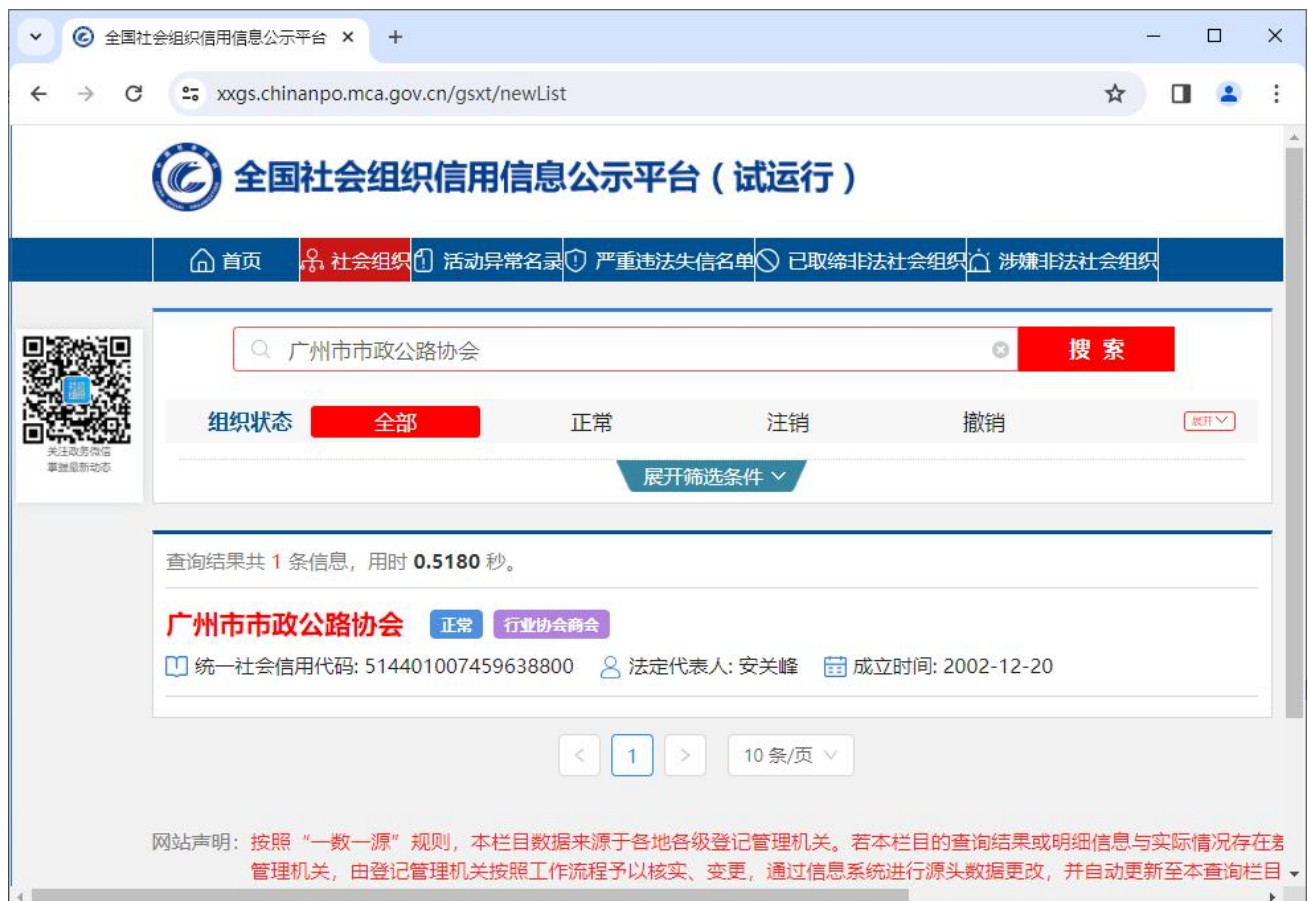 全国社会组织信用信息公示平台
xxgs.chinanpo.mca.gov.cn/gsxt/newList
全国社会组织信用信息公示平台（试运行）
首页 社会组织 活动异常名录 严重违法失信名单 已取缔非法社会组织 涉嫌非法社会组织
广州市市政公路协会 搜 索
组织状态 全部 正常 注销 撤销 展开
关注政务微信
掌握最新动态
展开筛选条件
查询结果共 1 条信息，用时 0.5180 秒。
广州市市政公路协会 正常 行业协会商会
统一社会信用代码: 514401007459638800 法定代表人: 安关峰 成立时间: 2002-12-20
< 1 > 10 条/页
网站声明：按照“一数一源”规则，本栏目数据来源于各地各级登记管理机关。若本栏目的查询结果或明细信息与实际情况存在差
管理机关，由登记管理机关按照工作流程予以核实、变更，通过信息系统进行源头数据更改，并自动更新至本查询栏目